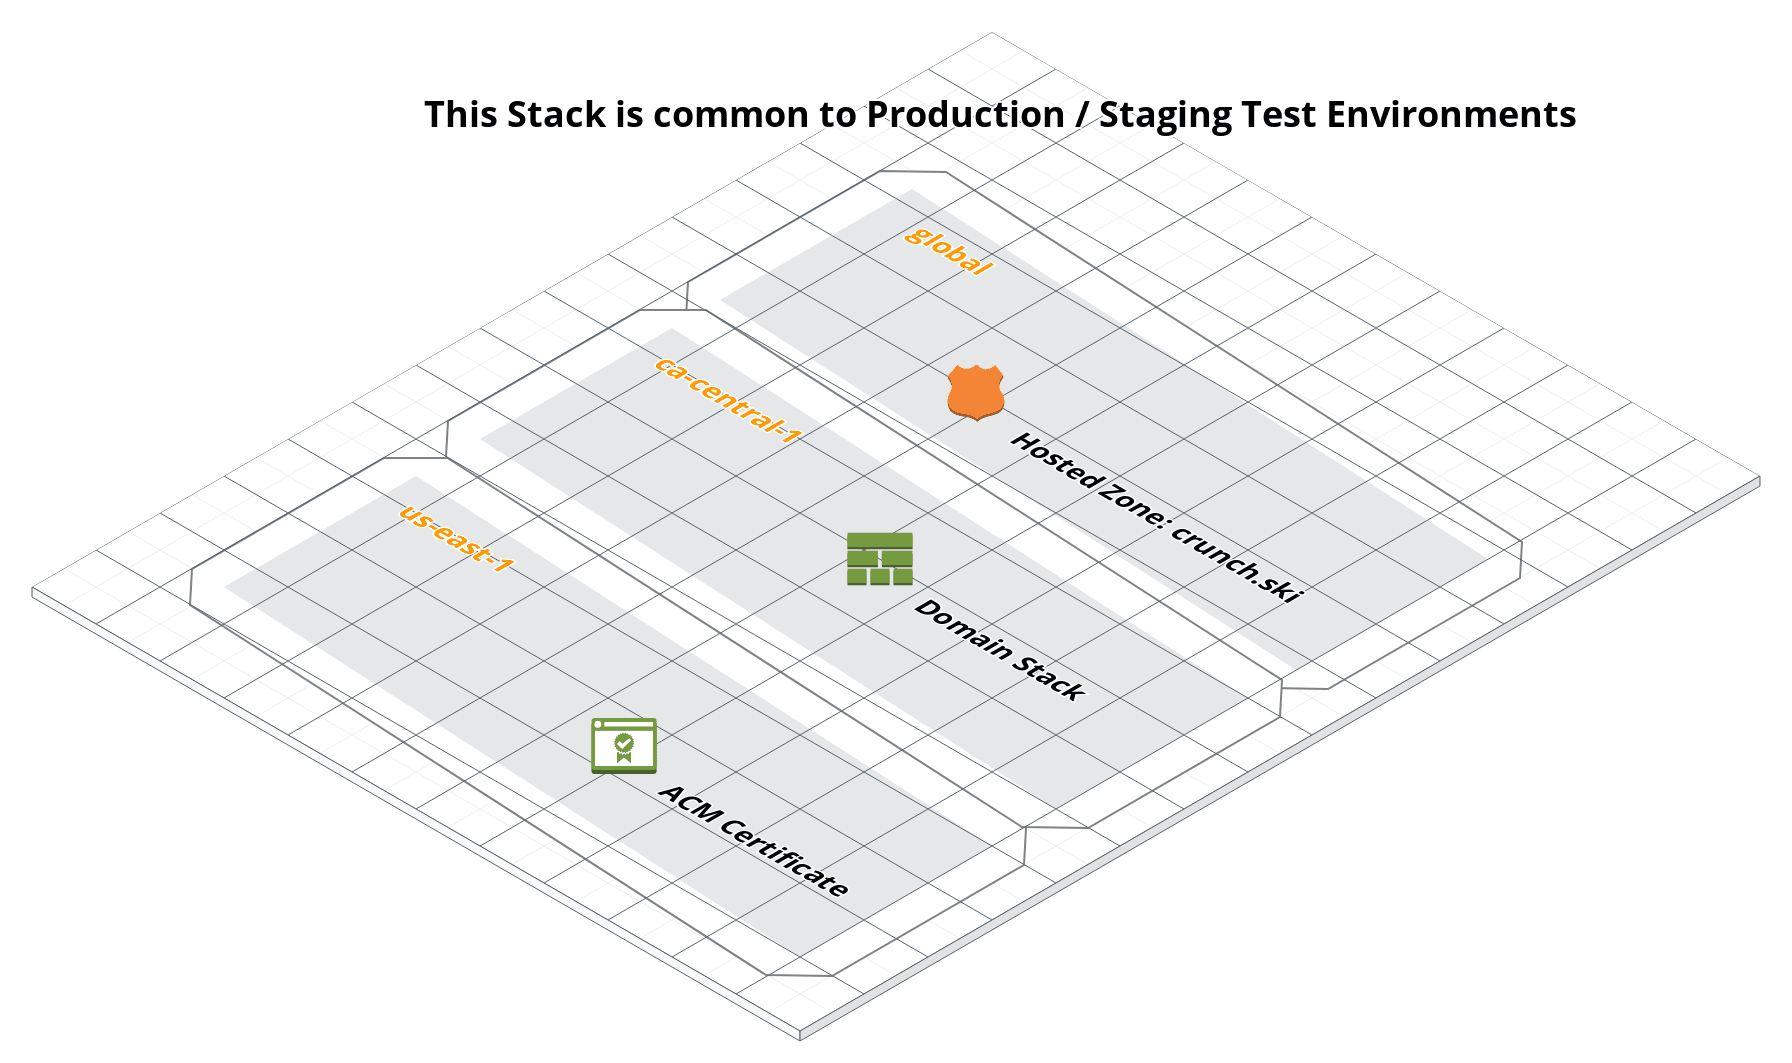 This Stack is common to Production / Staging Test Environments
global
Hosted Zone: crunch.ski
ca-central-1
Domain Stack
us-east-1
ACM Certificate